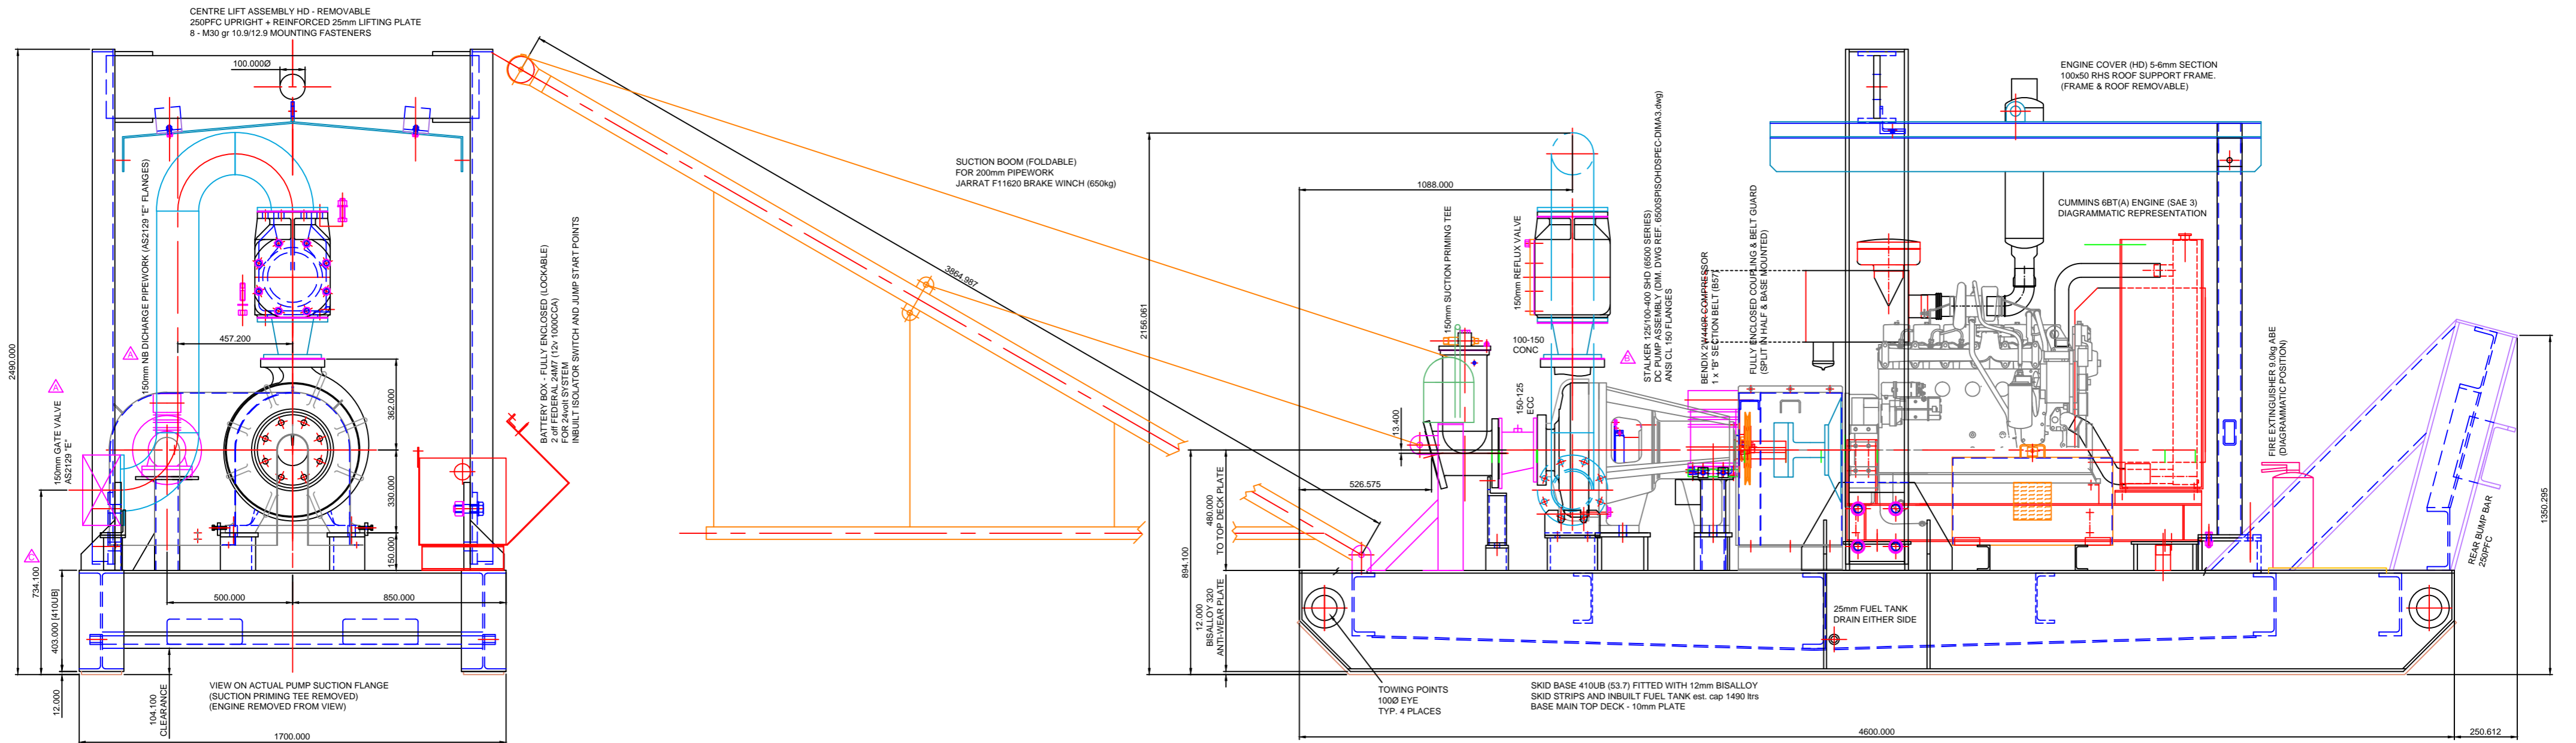 CENTRE LIFT ASSEMBLY HD - REMOVABLE
250PFC UPRIGHT + REINFORCED 25mm LIFTING PLATE
8 - M30 gr 10.9/12.9 MOUNTING FASTENERS
100.000Ø
2490.000
150mm NB DICHARGE PIPEWORK (AS2129 "E" FLANGES)
A
457.200
A
150mm GATE VALVE
AS2129 "E"
C
734.100
403.000 [410UB]
12.000
362.000
330.000
150.000
500.000
850.000
104.100
CLEARANCE
1700.000
VIEW ON ACTUAL PUMP SUCTION FLANGE
(SUCTION PRIMING TEE REMOVED)
(ENGINE REMOVED FROM VIEW)
BATTERY BOX - FULLY ENCLOSED (LOCKABLE)
2 off FEDERAL 24M7 (12v 1000CCA)
FOR 24volt SYSTEM
INBUILT ISOLATOR SWITCH AND JUMP START POINTS
SUCTION BOOM (FOLDABLE)
FOR 200mm PIPEWORK
JARRAT F11620 BRAKE WINCH (650kg)
3864.987
2156.061
1088.000
526.575
13.400
480.000
TO TOP DECK PLATE
894.100
12.000
BISALLOY 320
ANTI-WEAR PLATE
150mm SUCTION PRIMING TEE
150mm REFLUX VALVE
100-150
CONC
150-125
ECC
B
STALKER 125/100-400 SHD (6500 SERIES)
DC PUMP ASSEMBLY (DIM. DWG REF. 6500SPISOHDSPEC-DIMA3.dwg)
ANSI CL 150 FLANGES
BENDIX 2W440R COMPRESSOR
1 x "B" SECTION BELT (B57)
FULLY ENCLOSED COUPLING & BELT GUARD
(SPLIT IN HALF & BASE MOUNTED)
ENGINE COVER (HD) 5-6mm SECTION
100x50 RHS ROOF SUPPORT FRAME.
(FRAME & ROOF REMOVABLE)
CUMMINS 6BT(A) ENGINE (SAE 3)
DIAGRAMMATIC REPRESENTATION
FIRE EXTINGUISHER 9.0kg ABE
(DIAGRAMMATIC POSITION)
REAR BUMP BAR
250PFC
1350.295
25mm FUEL TANK
DRAIN EITHER SIDE
TOWING POINTS
100Ø EYE
TYP. 4 PLACES
SKID BASE 410UB (53.7) FITTED WITH 12mm BISALLOY
SKID STRIPS AND INBUILT FUEL TANK est. cap 1490 ltrs
BASE MAIN TOP DECK - 10mm PLATE
4600.000
250.612